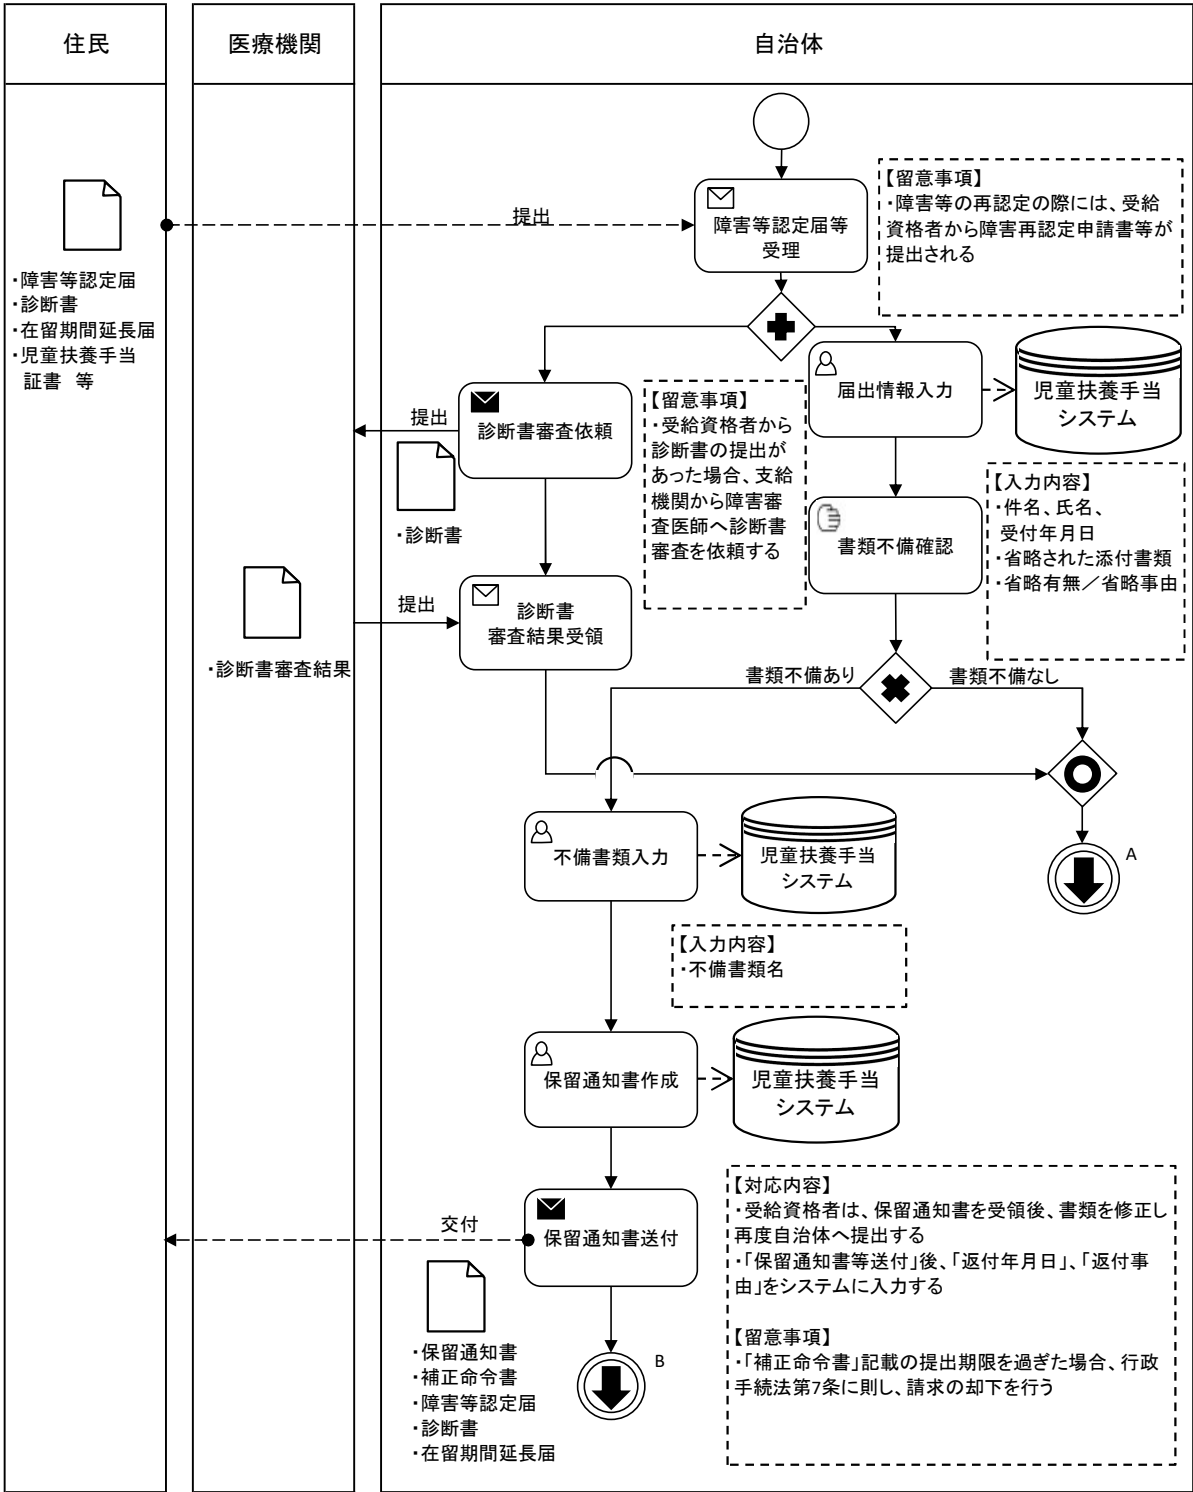 住民
医療機関
自治体
【留意事項】
・障害等の再認定の際には、受給
資格者から障害再認定申請書等が
提出される
提出
障害等認定届等
受理
・障害等認定届
・診断書
・在留期間延長届
・児童扶養手当
証書 等
提出
診断書審査依頼
【留意事項】
・受給資格者から
診断書の提出が
あった場合、支給
機関から障害審
査医師へ診断書
審査を依頼する
届出情報入力
児童扶養手当
システム
・診断書
書類不備確認
【入力内容】
・件名、氏名、
受付年月日
・省略された添付書類
・省略有無／省略事由
提出
診断書
審査結果受領
・診断書審査結果
書類不備あり
書類不備なし
不備書類入力
児童扶養手当
システム
A
【入力内容】
・不備書類名
保留通知書作成
児童扶養手当
システム
交付
保留通知書送付
【対応内容】
・受給資格者は、保留通知書を受領後、書類を修正し
再度自治体へ提出する
・「保留通知書等送付」後、「返付年月日」、「返付事
由」をシステムに入力する
【留意事項】
・「補正命令書」記載の提出期限を過ぎた場合、行政
手続法第7条に則し、請求の却下を行う
・保留通知書
・補正命令書
・障害等認定届
・診断書
・在留期間延長届
B